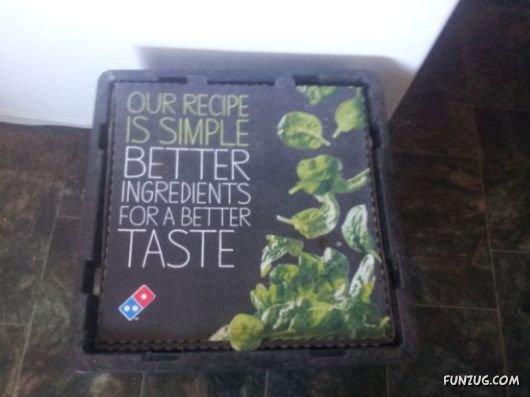 OUR RECIPE
IS SIMPLE
BETTER
INGREDIENTS
FOR A BETTER
TASTE
FUNZUG.COM